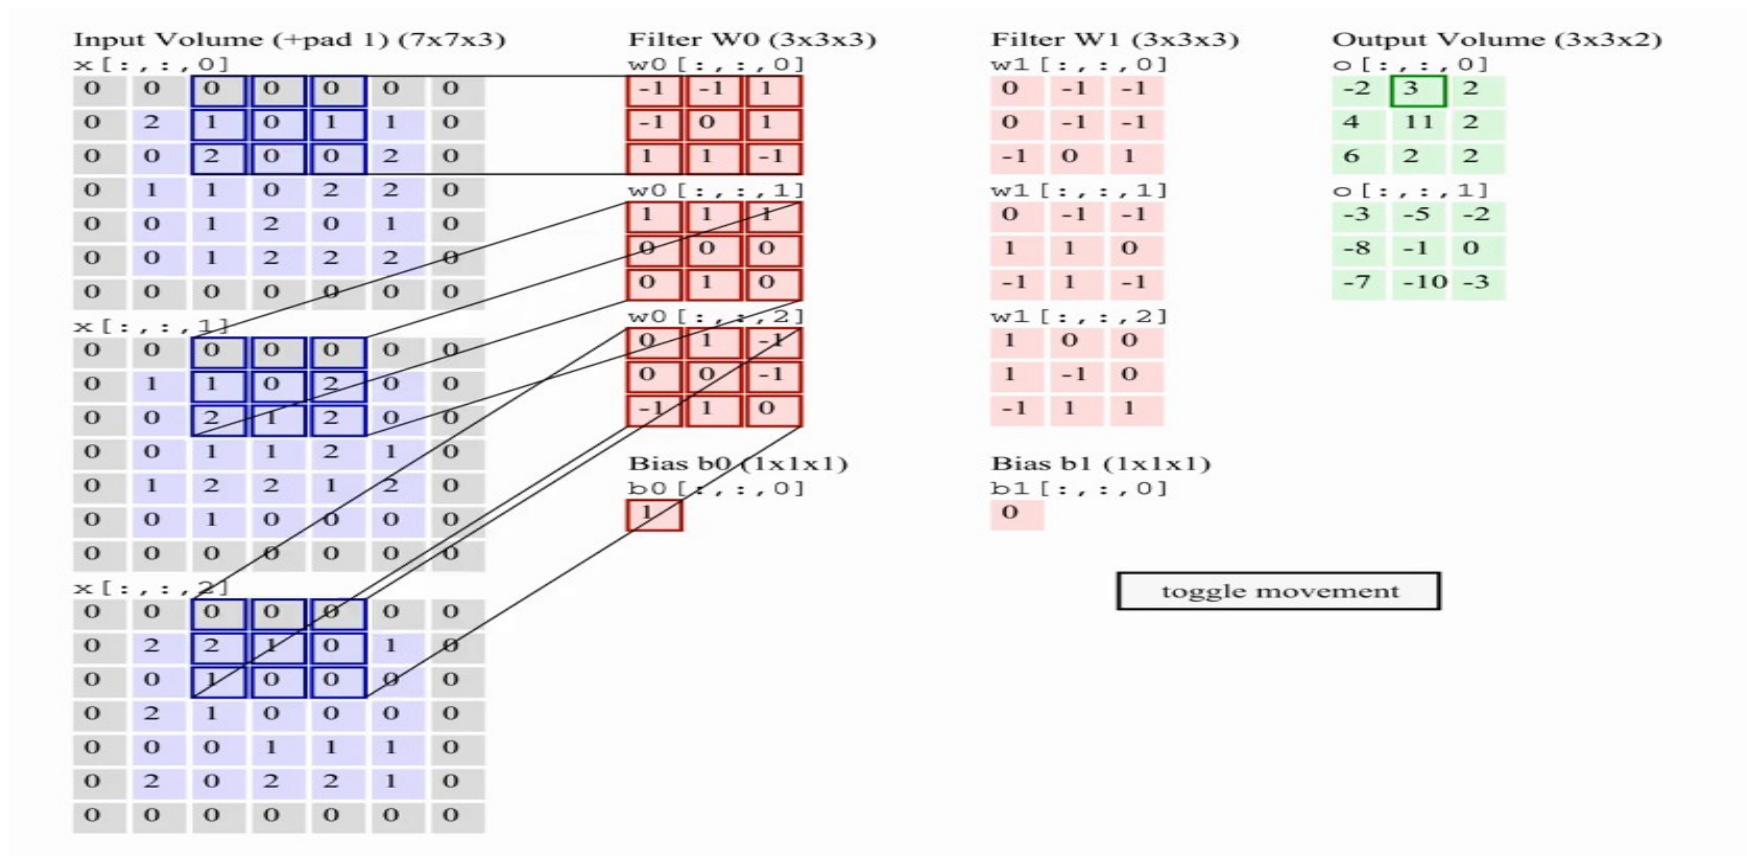 Input Volume (+pad 1) (7x7x3)
x[:,:,0]
0 0 0 0 0 0 0
0 2 1 0 1 1 0
0 0 2 0 0 2 0
0 1 1 0 2 2 0
0 0 1 2 0 1 0
0 0 1 2 2 2 0
0 0 0 0 0 0 0
x[:,:,1]
0 0 0 0 0 0 0
0 1 1 0 2 0 0
0 0 2 1 2 0 0
0 0 1 1 2 1 0
0 1 2 2 1 2 0
0 0 1 0 0 0 0
0 0 0 0 0 0 0
x[:,:,2]
0 0 0 0 0 0 0
0 2 2 1 0 1 0
0 0 1 0 0 0 0
0 2 1 0 0 0 0
0 0 0 1 1 1 0
0 2 0 2 2 1 0
0 0 0 0 0 0 0
Filter W0 (3x3x3)
w0[:,:,0]
-1 -1 1
-1 0 1
1 1 -1
w0[:,:,1]
1 1 1
0 0 0
0 1 0
w0[:,:,2]
0 1 -1
0 0 -1
-1 1 0
Bias b0 (1x1x1)
b0[:,:,0]
1
Filter W1 (3x3x3)
w1[:,:,0]
0 -1 -1
0 -1 -1
-1 0 1
w1[:,:,1]
0 -1 -1
1 1 0
-1 1 -1
w1[:,:,2]
1 0 0
1 -1 0
-1 1 1
Bias b1 (1x1x1)
b1[:,:,0]
0
Output Volume (3x3x2)
o[:,:,0]
-2 3 2
4 11 2
6 2 2
o[:,:,1]
-3 -5 -2
-8 -1 0
-7 -10 -3
toggle movement